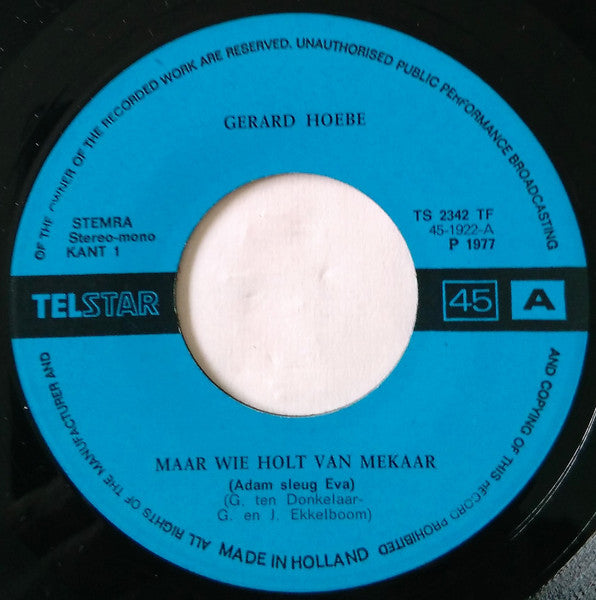 OF THE OWNER OF THE RECORDED WORK ARE RESERVED. UNAUTHORISED PUBLIC PERFORMANCE BROADCASTING
GERARD HOEBE
STEMRA
Stereo-mono
KANT 1
TS 2342 TF
45-1922-A
P 1977
TELSTAR
45
A
MAAR WIE HOLT VAN MEKAAR
(Adam sleug Eva)
(G. ten Donkelaar-
G. en J. Ekkelboom)
AND COPYING OF THIS RECORD PROHIBITED
ALL RIGHTS OF THE MANUFACTURER AND
MADE IN HOLLAND